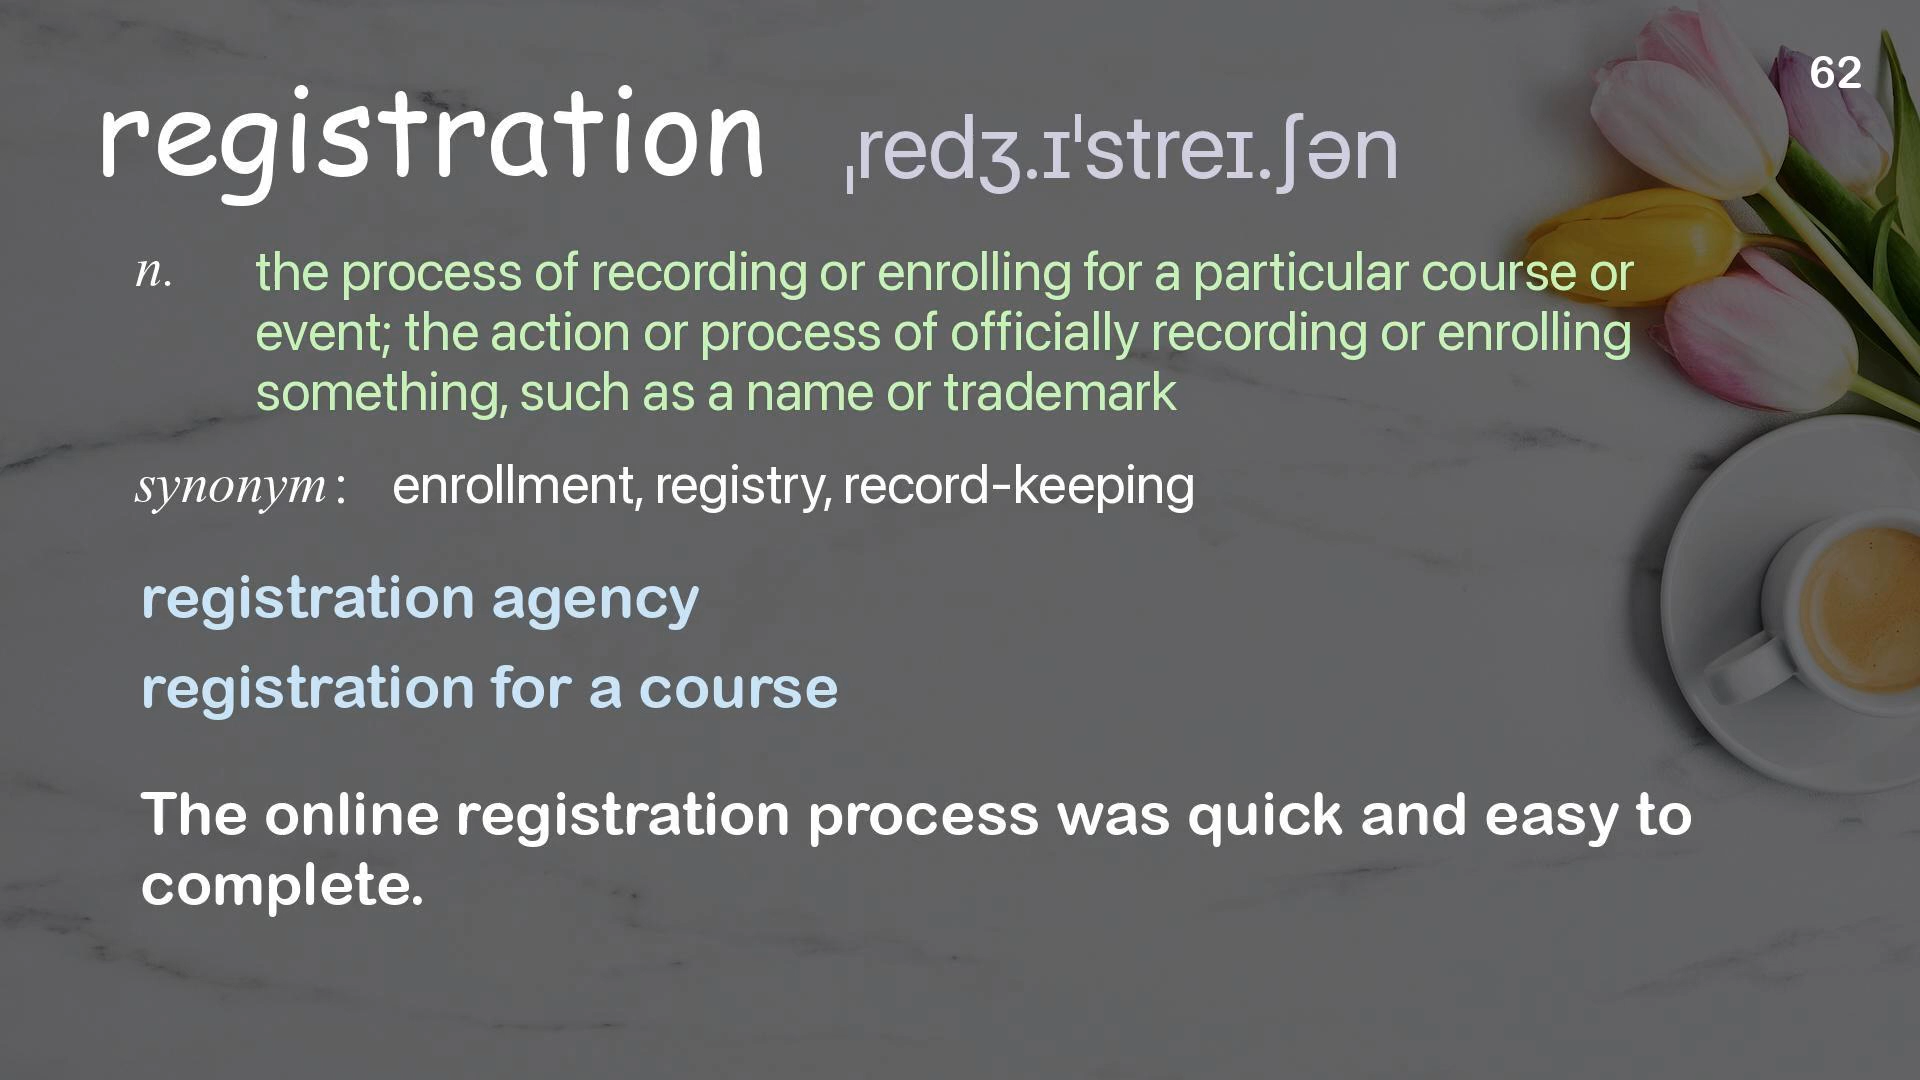 62
registration ˌredʒ.ɪˈstreɪ.ʃən
n. the process of recording or enrolling for a particular course or
event; the action or process of officially recording or enrolling
something, such as a name or trademark
synonym : enrollment, registry, record-keeping
registration agency
registration for a course
The online registration process was quick and easy to
complete.